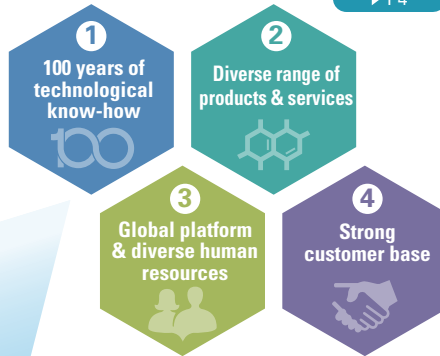 1
100 years of
technological
know-how
100
2
Diverse range of
products & services
3
Global platform
& diverse human
resources
4
Strong
customer base